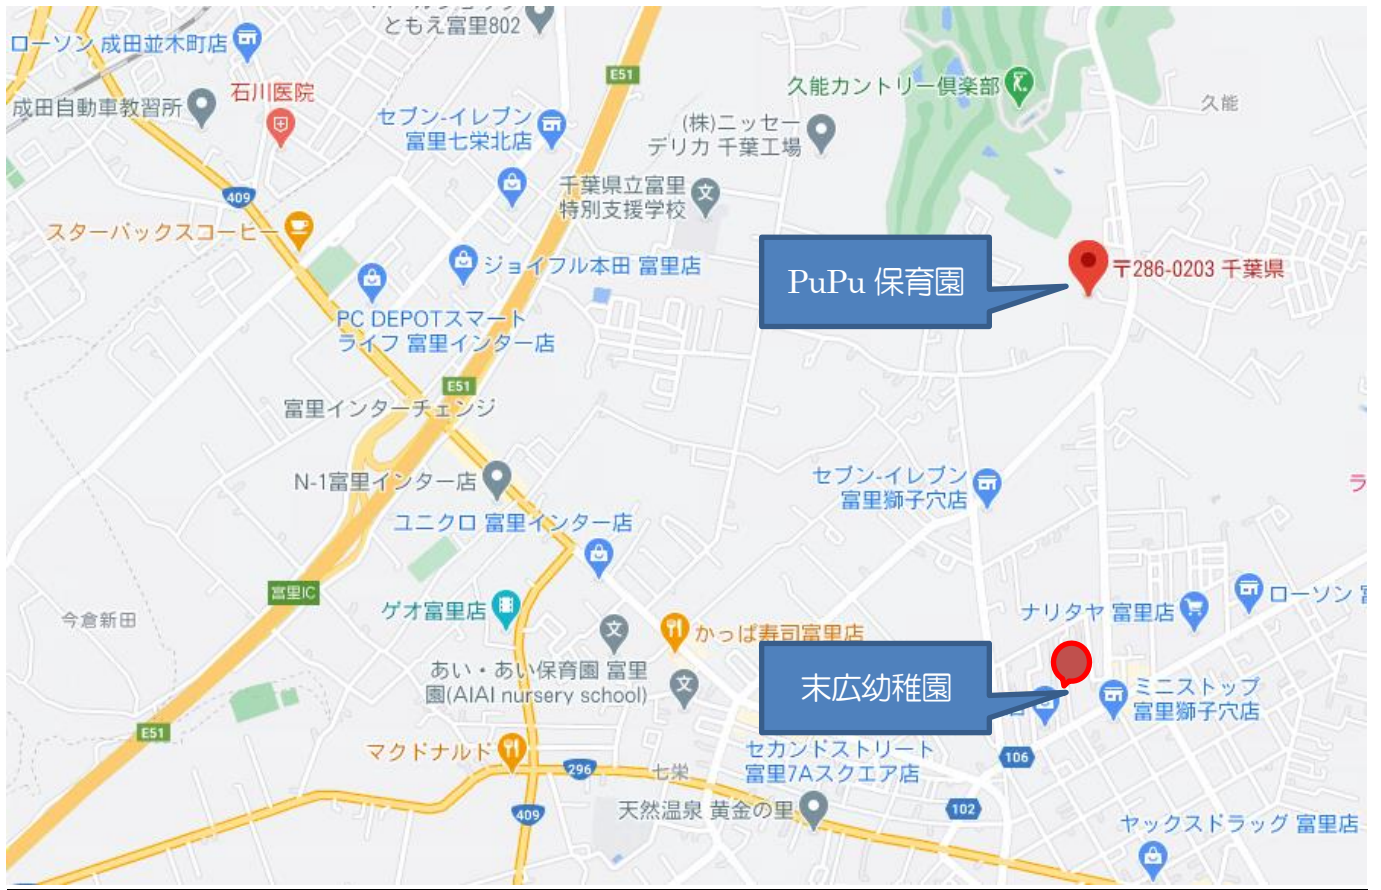 ともえ富里802
ローソン 成田並木町店
E51
石川医院
成田自動車教習所
久能カントリー倶楽部
久能
セブン-イレブン
富里七栄北店
(株)ニッセー
デリカ 千葉工場
千葉県立富里
特別支援学校
409
スターバックスコーヒー
ジョイフル本田 富里店
PuPu 保育園
〒286-0203 千葉県
PC DEPOTスマート
ライフ 富里インター店
E51
富里インターチェンジ
N-1富里インター店
セブン-イレブン
富里獅子穴店
ラ
ユニクロ 富里インター店
富里IC
今倉新田
ゲオ富里店
ナリタヤ 富里店
ローソン
かっぱ寿司富里店
あい・あい保育園 富里
園(AIAI nursery school)
末広幼稚園
ミニストップ
富里獅子穴店
E51
マクドナルド
セカンドストリート
富里7Aスクエア店
106
296
七栄
天然温泉 黄金の里
409
102
ヤックスドラッグ 富里店